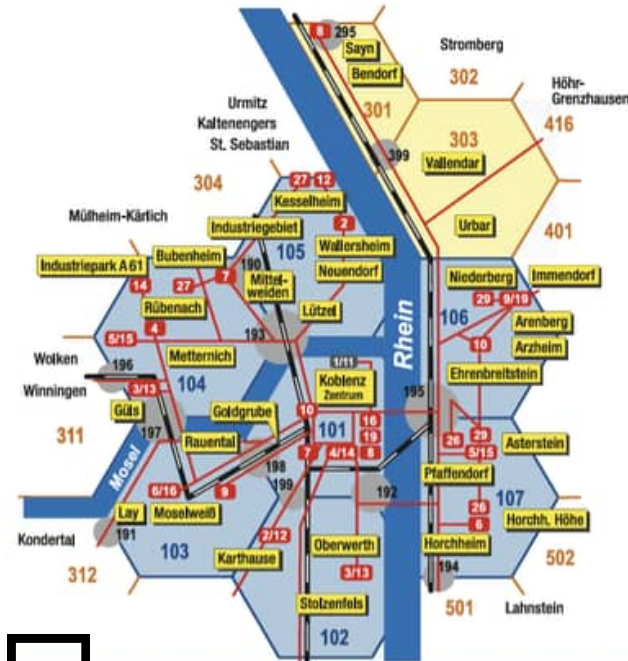 8
295
Sayn
Bendorf
Stromberg
302
Höhr-
Grenzhausen
416
Urmitz
Kaltenengers
St. Sebastian
301
303
399
Vallendar
304
27
12
Kesselheim
Mülheim-Kärlich
Industriegebiet
2
Urbar
401
105
Wallersheim
Bubenheim
190
Industriepark A61
7
Mittel-
weiden
Neuendorf
Niederberg
Immendorf
14
27
29
9/19
Rübenach
Lützel
106
Arenberg
4
193
Rhein
5/15
10
Arzheim
Metternich
Wolken
196
1/11
Ehrenbreitstein
Koblenz
Zentrum
Winningen
3/13
104
195
Güls
Goldgrube
10
16
311
197
101
19
26
29
Asterstein
Rauental
7
4/14
8
5/15
Mosel
198
Pfaffendorf
6/16
9
199
192
107
Lay
Moselweiß
26
191
2/12
6
Horchh. Höhe
Kondertal
103
Karthause
Oberwerth
Horchheim
502
312
3/13
194
Stolzenfels
501
Lahnstein
102